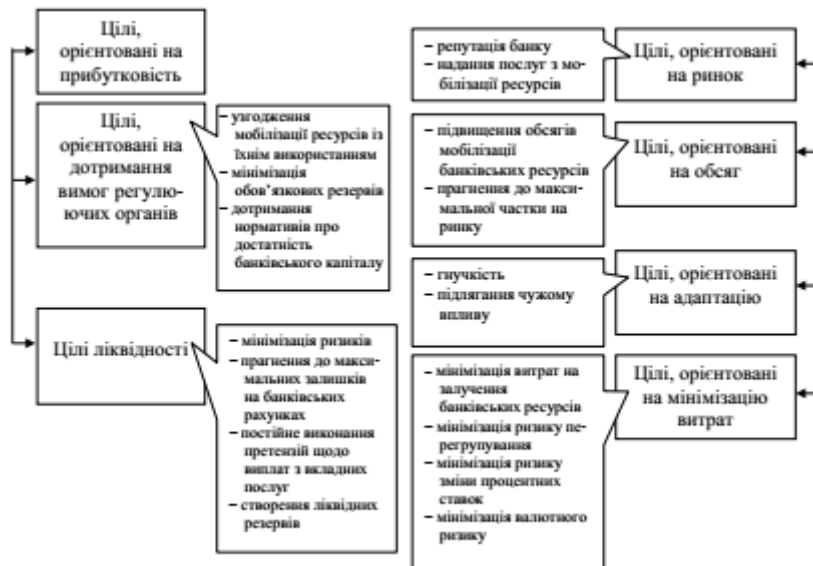 Цілі,
орієнтовані на
прибутковість
Цілі,
орієнтовані на
дотримання
вимог регулю-
ючих органів
– узгодження
мобілізації ресурсів із
їхнім використанням
– мінімізація
обов’язкових резервів
– дотримання
нормативів про
достатність
банківського капіталу
Цілі ліквідності
– мінімізація ризиків
– прагнення до макси-
мальних залишків
на банківських
рахунках
– постійне виконання
претензій щодо
виплат з вкладних
послуг
– створення ліквідних
резервів
– репутація банку
– надання послуг з мо-
білізації ресурсів
Цілі, орієнтовані
на ринок
– підвищення обсягів
мобілізації
банківських ресурсів
– прагнення до макси-
мальної частки на
ринку
Цілі, орієнтовані
на обсяг
– гнучкість
– підлягання чужому
впливу
Цілі, орієнтовані
на адаптацію
– мінімізація витрат на
залучення
банківських ресурсів
– мінімізація ризику пе-
регрупування
– мінімізація ризику
зміни процентних
ставок
– мінімізація валютного
ризику
Цілі, орієнтовані
на мінімізацію
витрат